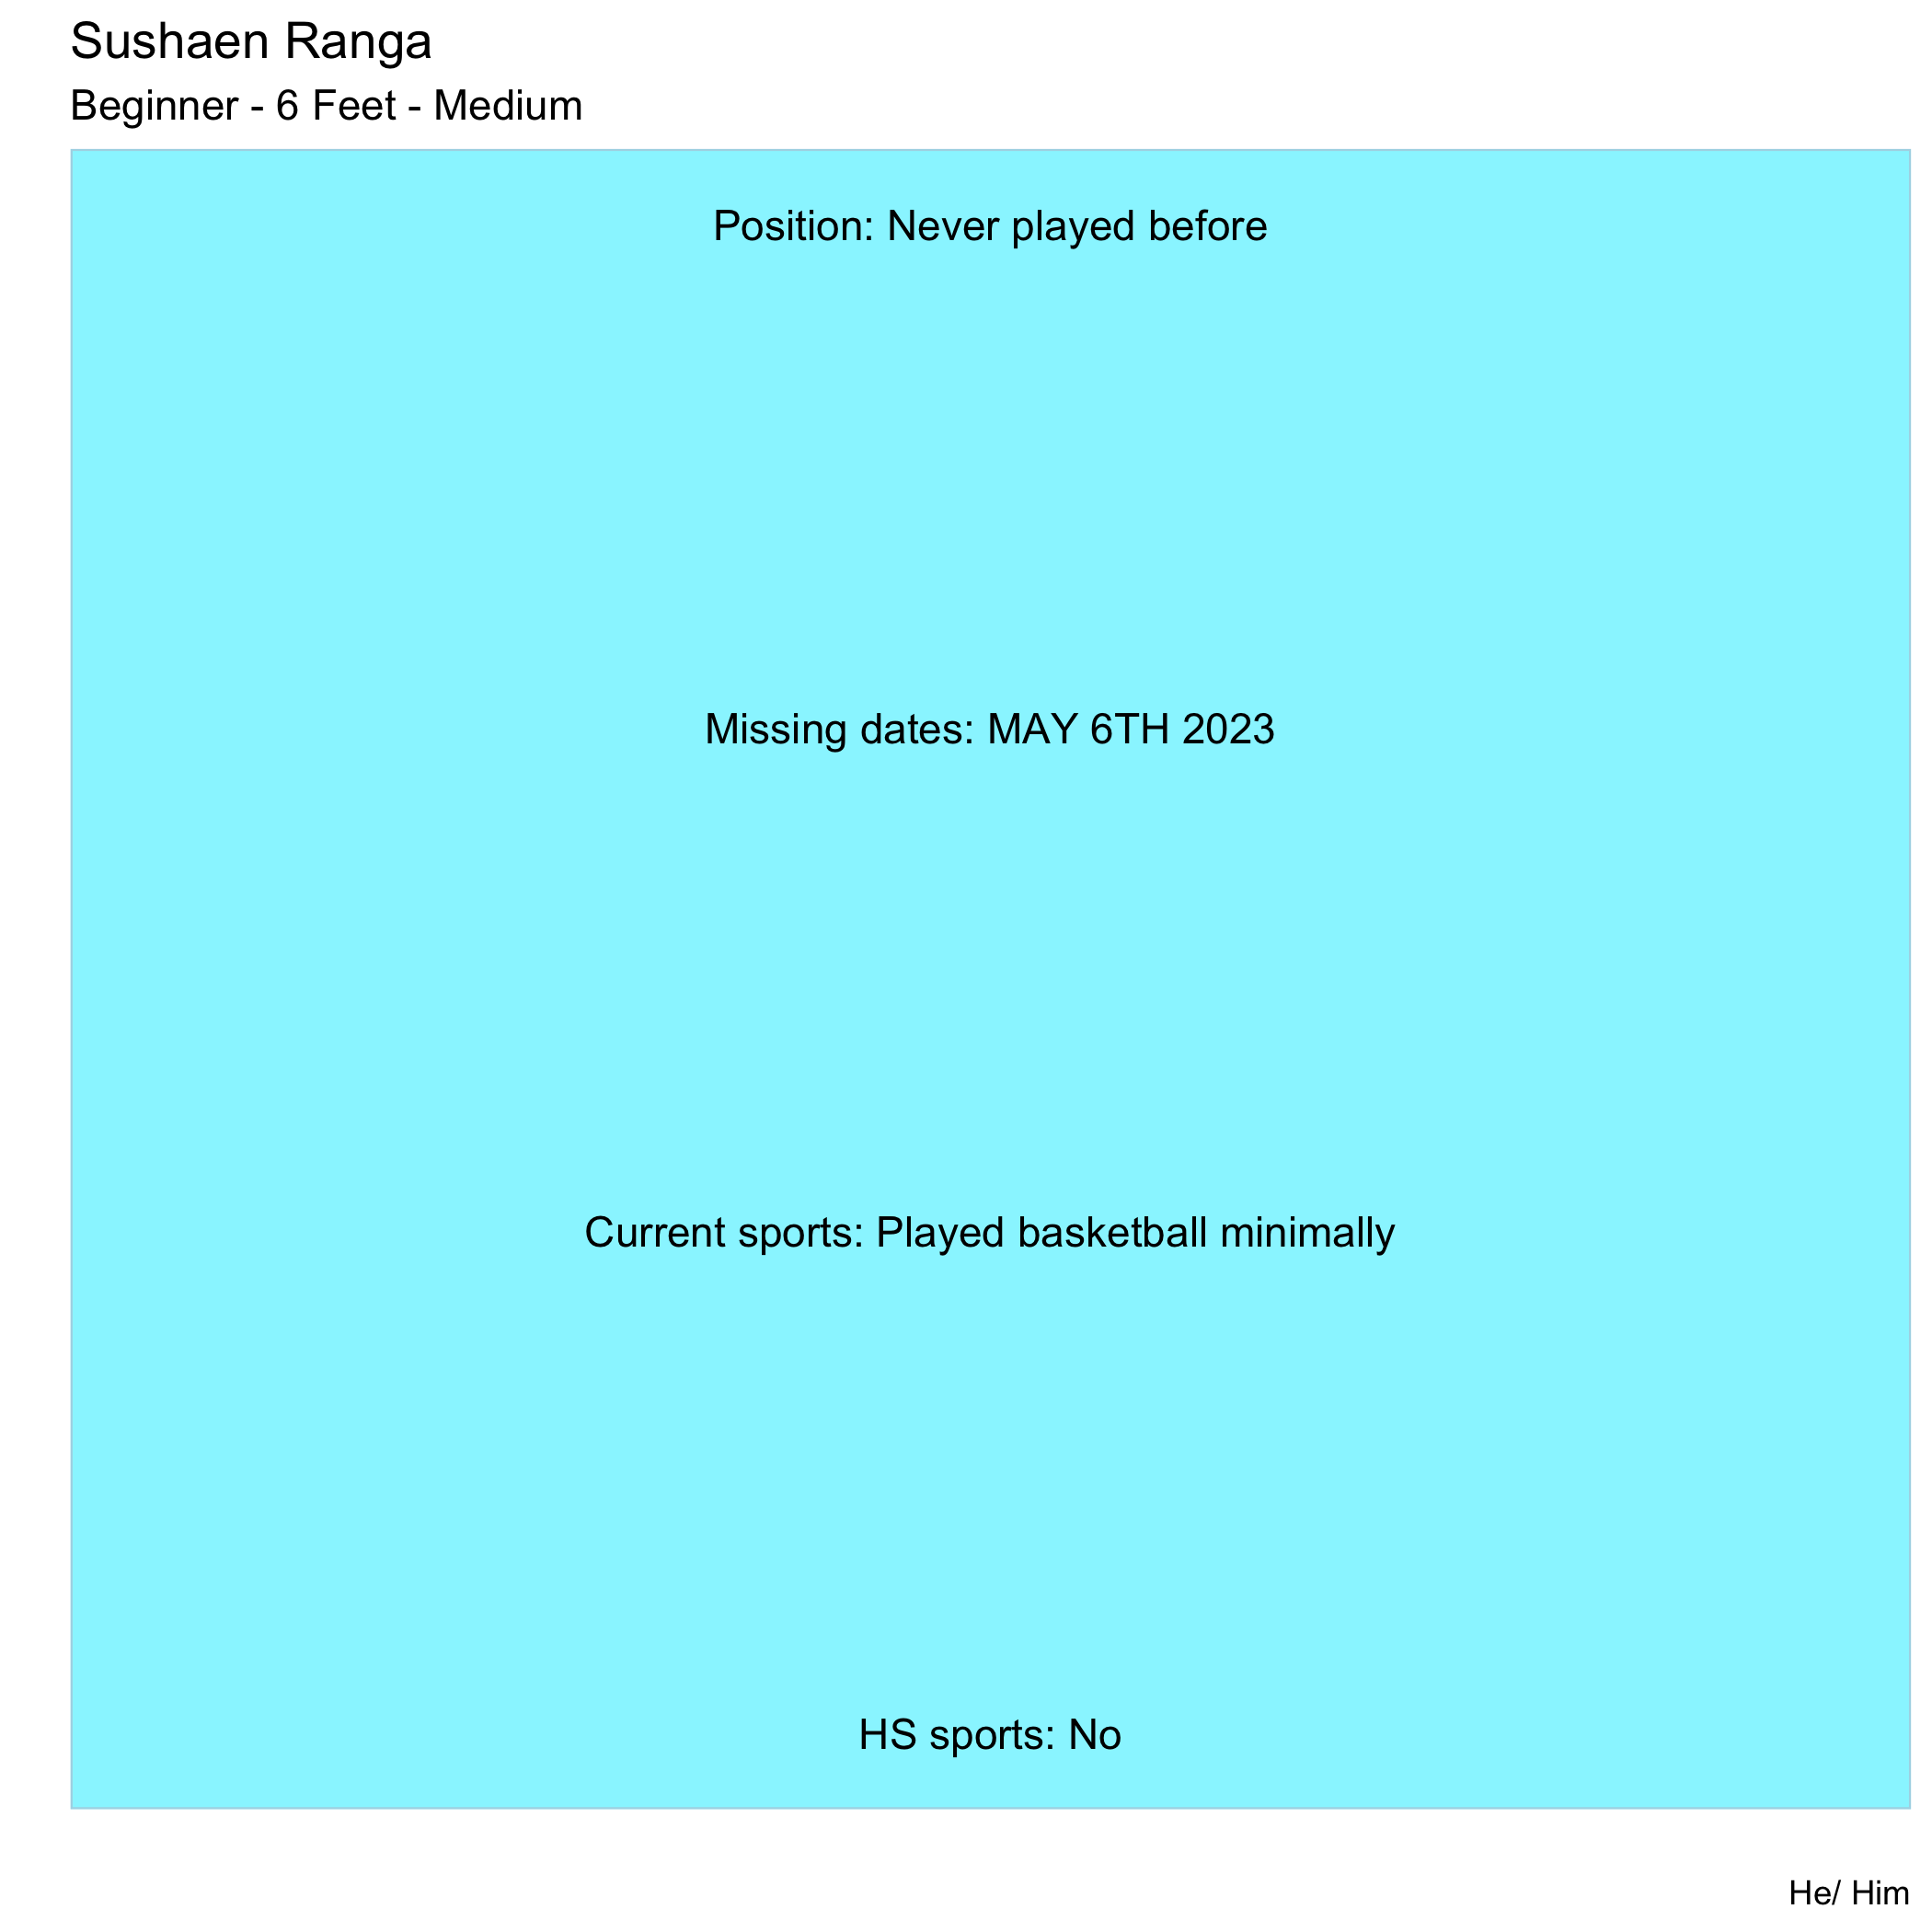 Sushaen Ranga
Beginner - 6 Feet - Medium
Position: Never played before
Missing dates: MAY 6TH 2023
Current sports: Played basketball minimally
HS sports: No
He/ Him